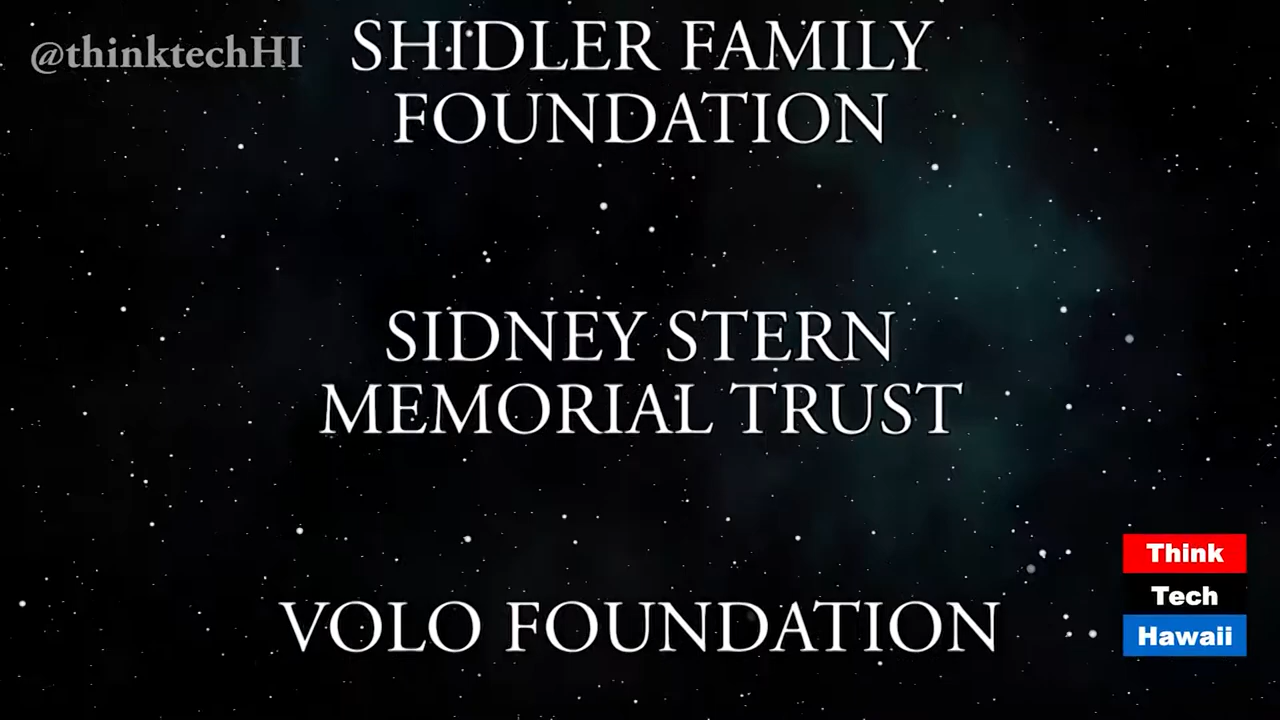 @thinktechHI
SHIDLER FAMILY
FOUNDATION
SIDNEY STERN
MEMORIAL TRUST
VOLO FOUNDATION
Think
Tech
Hawaii